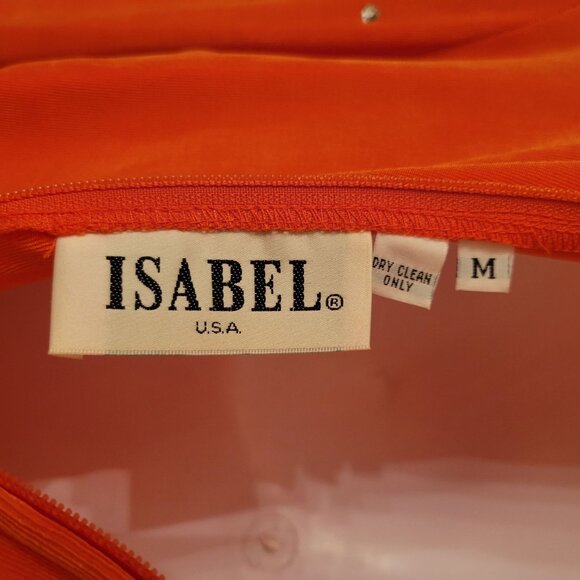 ISABEL®
U.S.A.
DRY CLEAN
ONLY
M